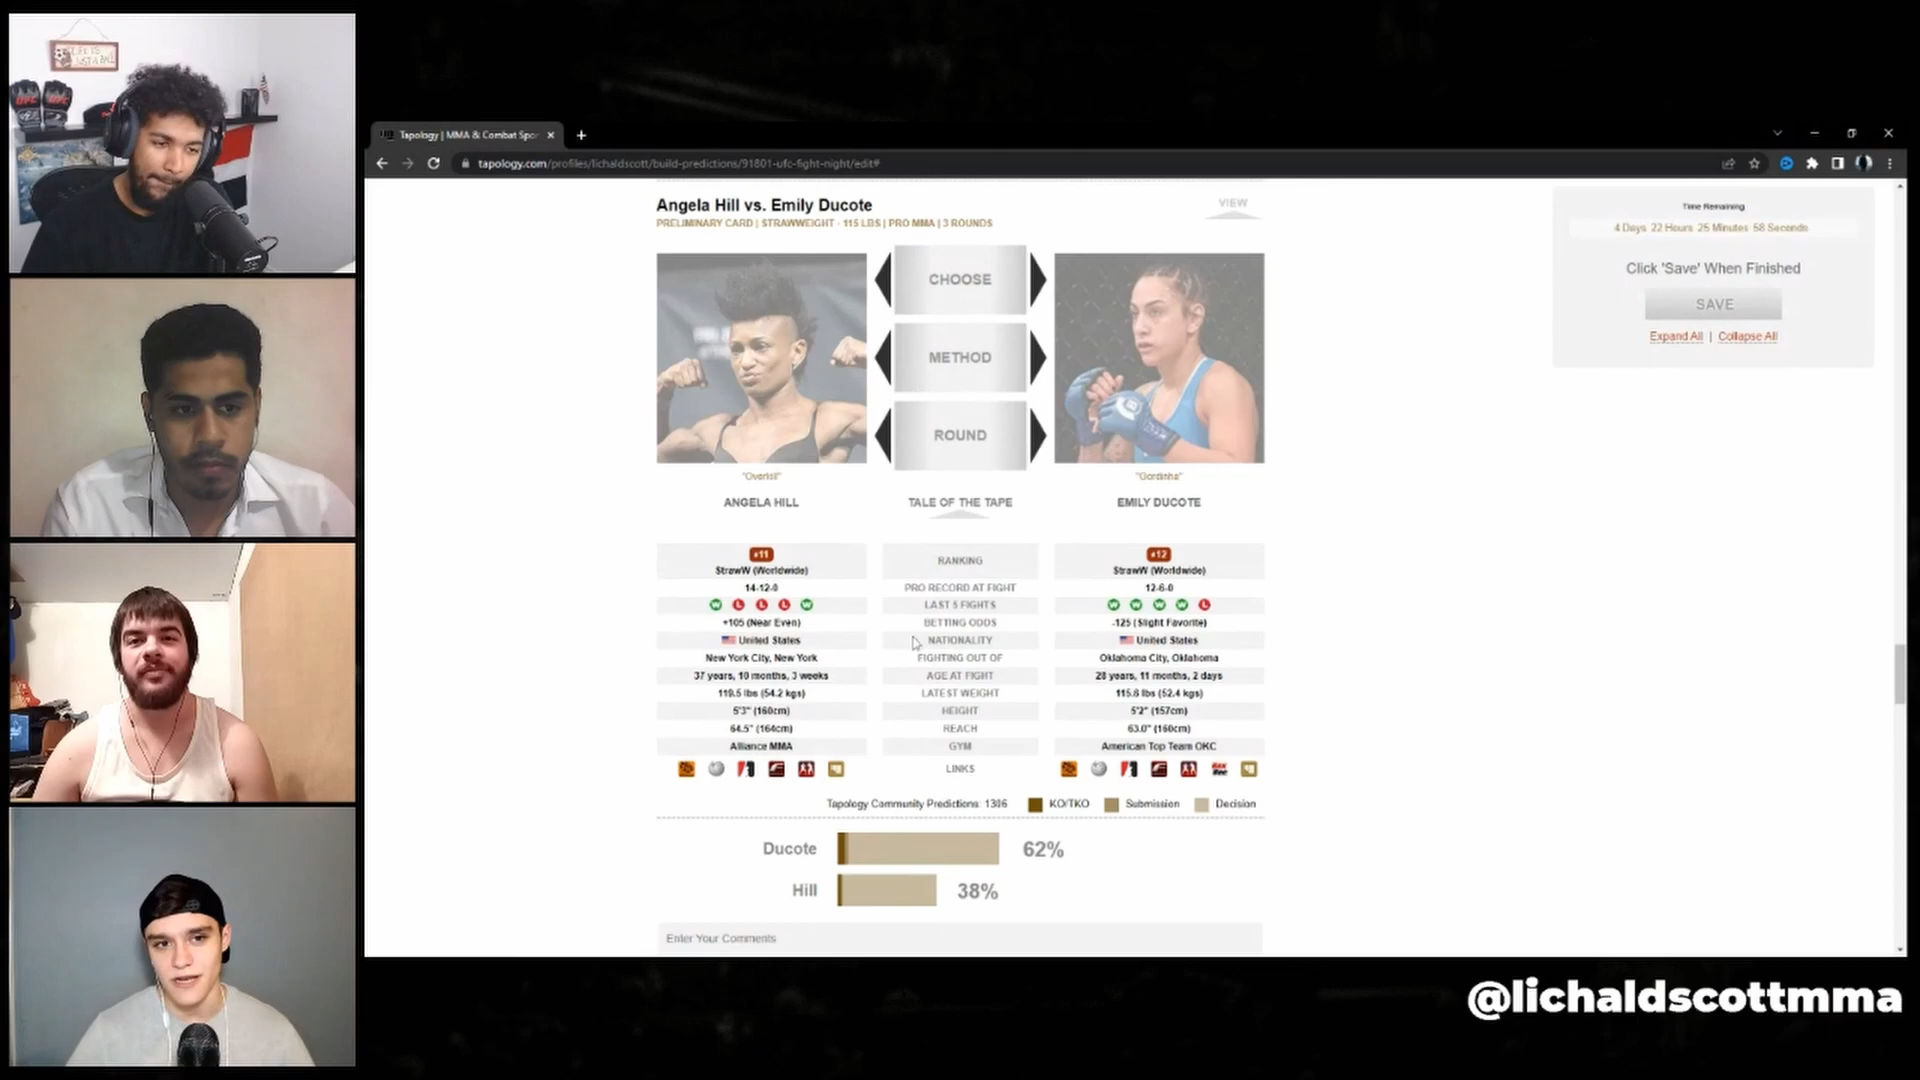 LIFE IS
JUST A BALL
UFC
UFC
Tapology | MMA & Combat Spor
tapology.com/profiles/lichaldscott/build-predictions/91801-ufc-fight-night/edit#
Angela Hill vs. Emily Ducote
PRELIMINARY CARD | STRAWWEIGHT · 115 LBS | PRO MMA | 3 ROUNDS
VIEW
CHOOSE
METHOD
ROUND
"Overkill"
"Gordinha"
ANGELA HILL
TALE OF THE TAPE
EMILY DUCOTE
#11
StrawW (Worldwide)
RANKING
#12
StrawW (Worldwide)
14-12-0
PRO RECORD AT FIGHT
12-6-0
W L L L W
LAST 5 FIGHTS
W W W W L
+105 (Near Even)
BETTING ODDS
-125 (Slight Favorite)
United States
NATIONALITY
United States
New York City, New York
FIGHTING OUT OF
Oklahoma City, Oklahoma
37 years, 10 months, 3 weeks
AGE AT FIGHT
28 years, 11 months, 2 days
119.5 lbs (54.2 kgs)
LATEST WEIGHT
115.6 lbs (52.4 kgs)
5'3" (160cm)
HEIGHT
5'2" (157cm)
64.5" (164cm)
REACH
63.0" (160cm)
Alliance MMA
GYM
American Top Team OKC
LINKS
Tapology Community Predictions: 1306
KO/TKO
Submission
Decision
Ducote
62%
Hill
38%
Enter Your Comments
Time Remaining
4 Days 22 Hours 25 Minutes 58 Seconds
Click 'Save' When Finished
SAVE
Expand All | Collapse All
@lichaldscottmma